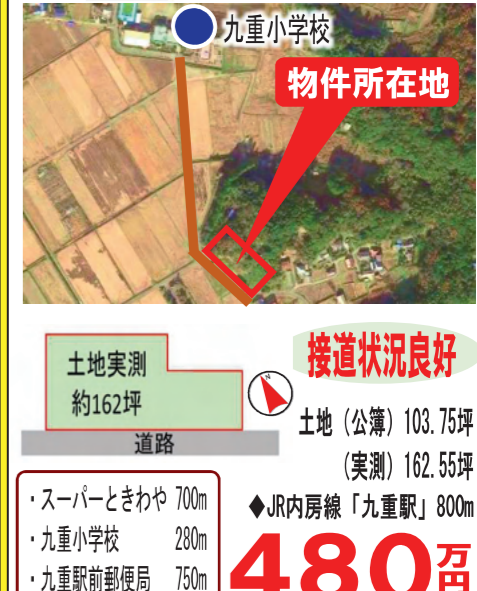 九重小学校
物件所在地
土地実測
約162坪
道路
N
接道状況良好
土地（公簿）103.75坪
（実測）162.55坪
◆JR内房線「九重駅」800m
480万円
・スーパーときわや 700m
・九重小学校 280m
・九重駅前郵便局 750m